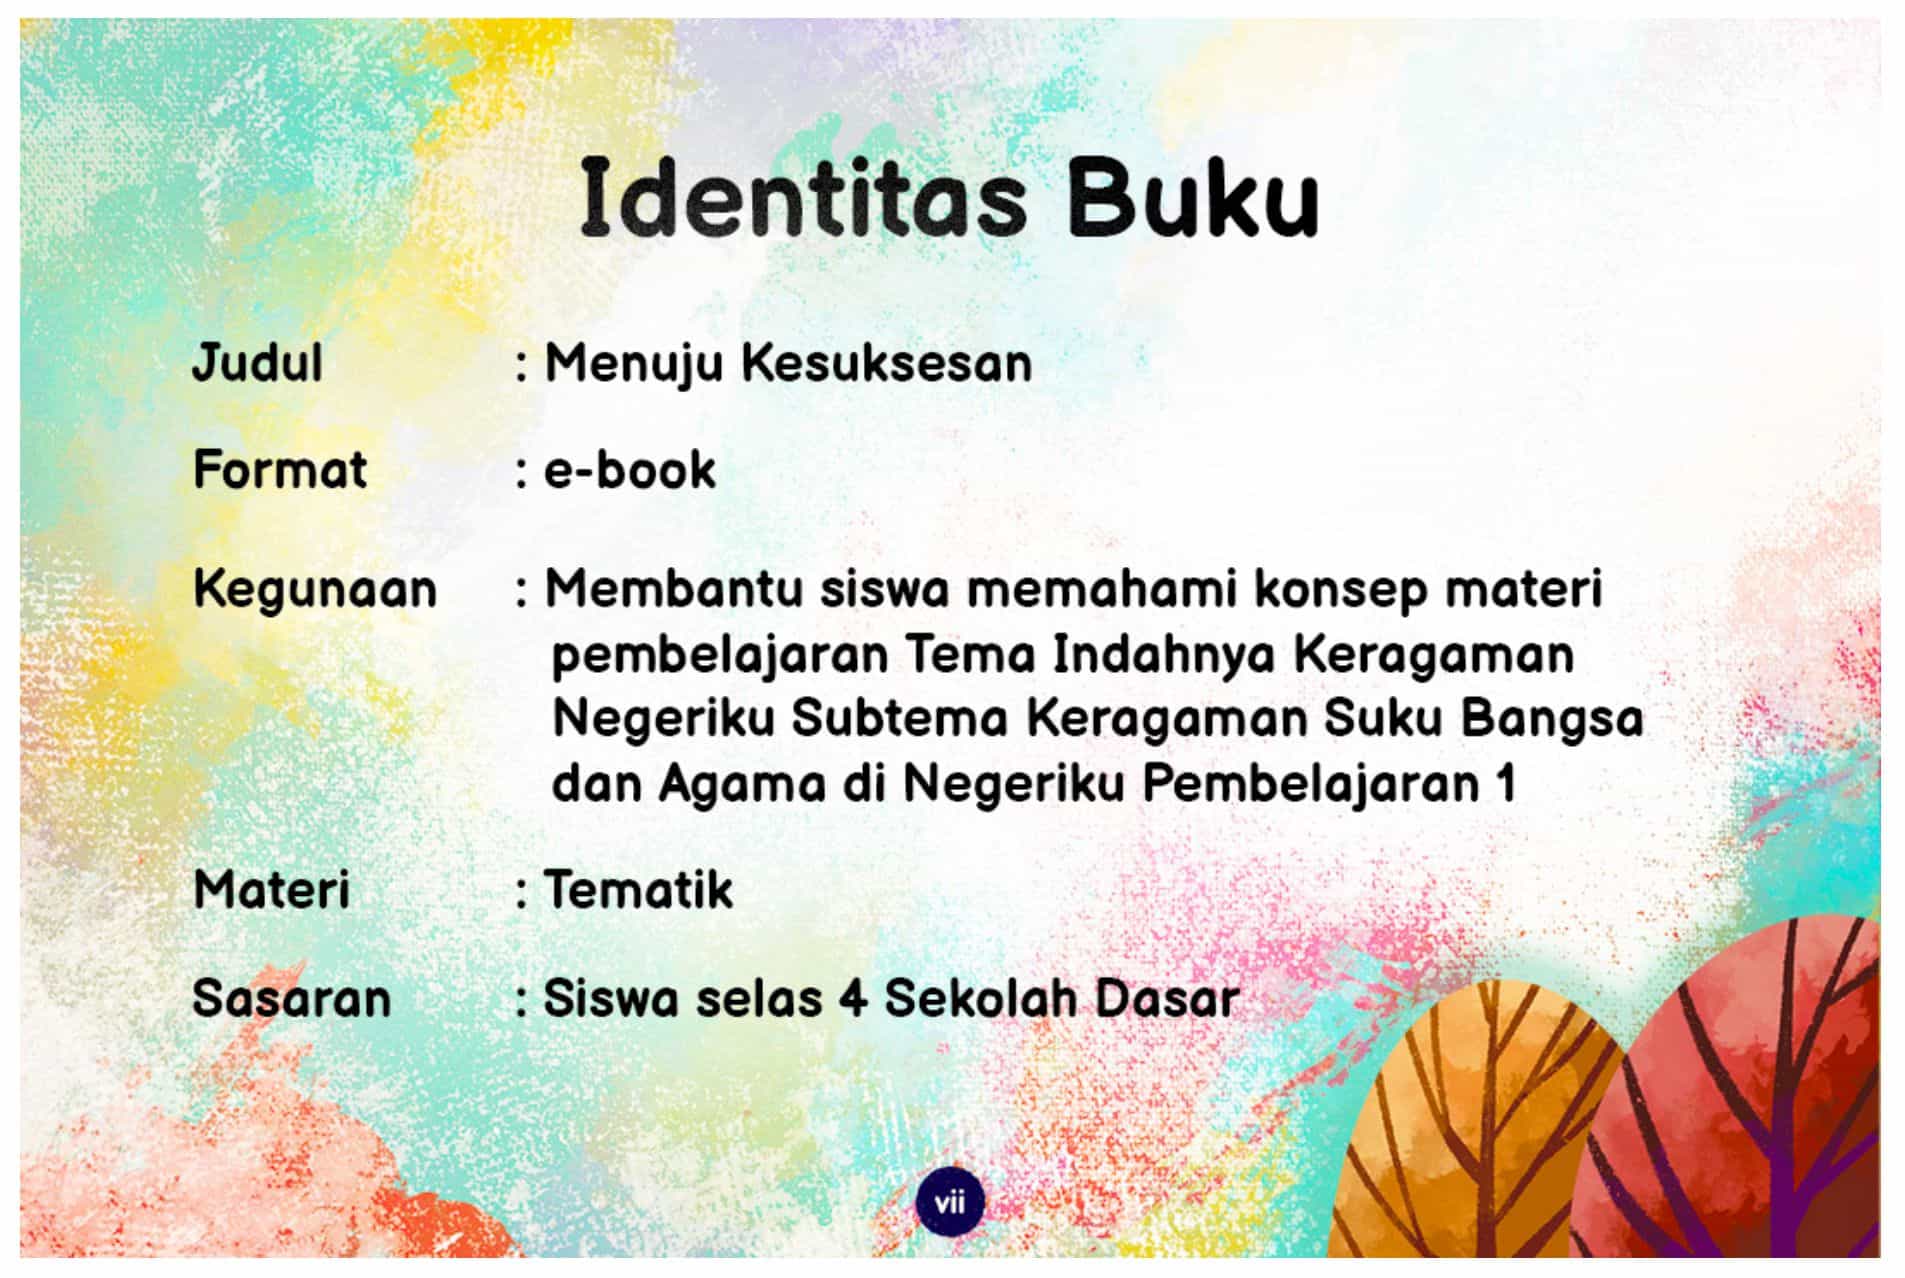 Identitas Buku
Judul : Menuju Kesuksesan
Format : e-book
Kegunaan : Membantu siswa memahami konsep materi
pembelajaran Tema Indahnya Keragaman
Negeriku Subtema Keragaman Suku Bangsa
dan Agama di Negeriku Pembelajaran 1
Materi : Tematik
Sasaran : Siswa selas 4 Sekolah Dasar
vii